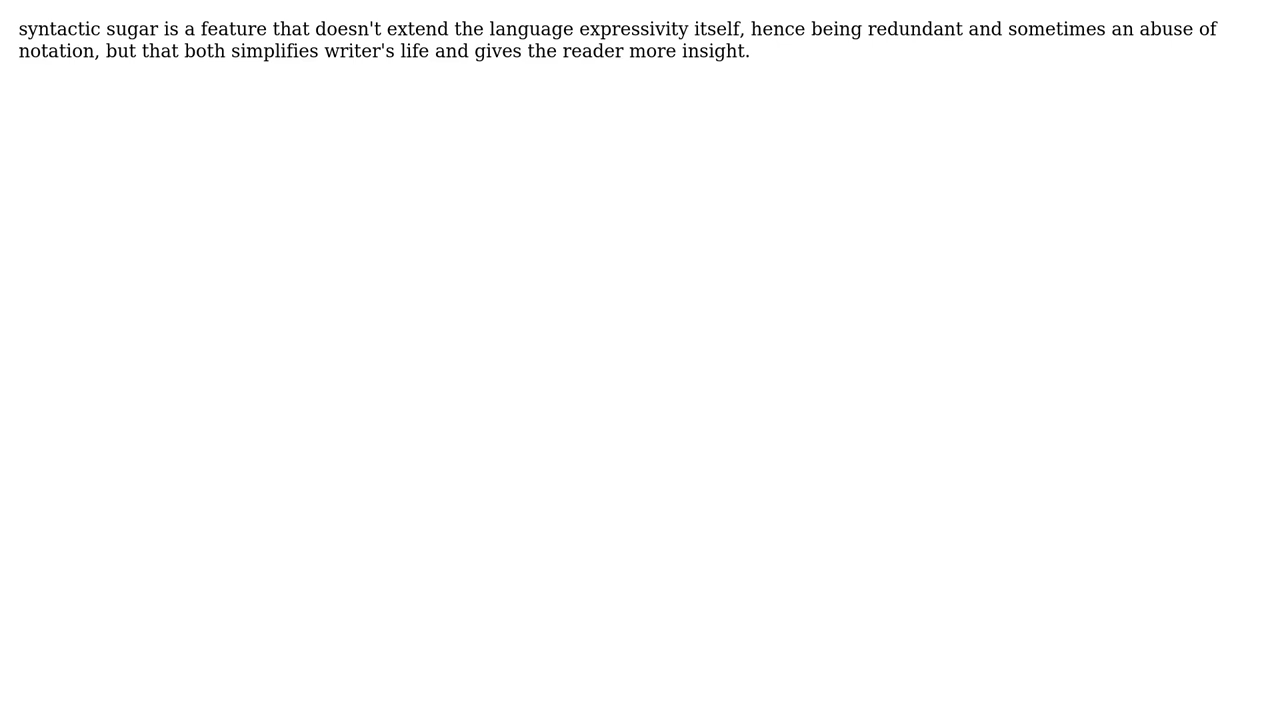 syntactic sugar is a feature that doesn't extend the language expressivity itself, hence being redundant and sometimes an abuse of
notation, but that both simplifies writer's life and gives the reader more insight.